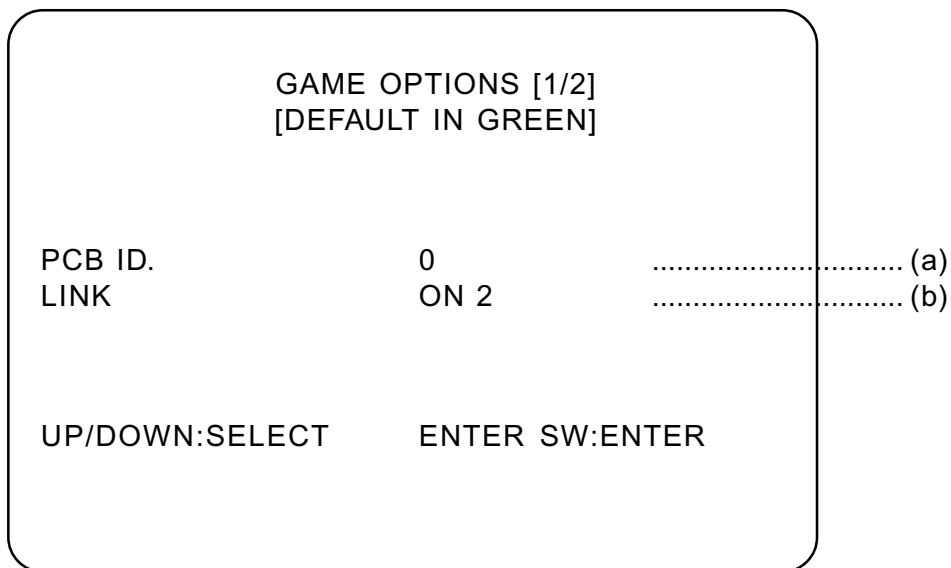 GAME OPTIONS [1/2]
[DEFAULT IN GREEN]
PCB ID. 0 ............................... (a)
LINK ON 2 ............................... (b)
UP/DOWN:SELECT ENTER SW:ENTER